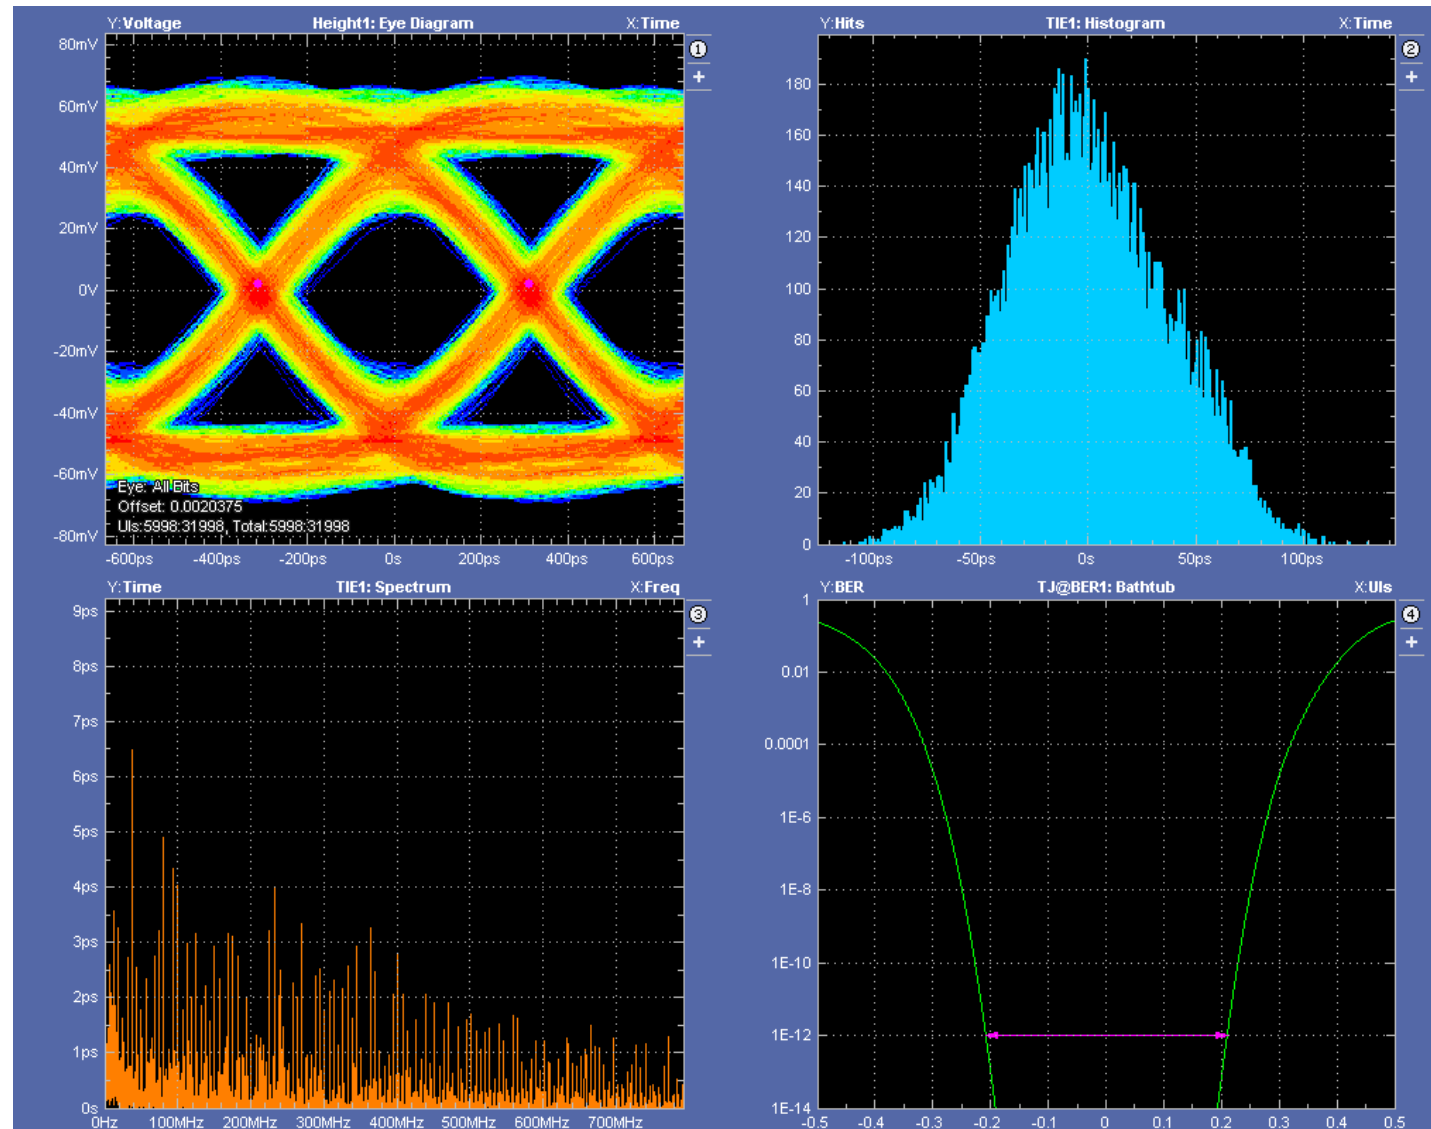 Y:Voltage Height1: Eye Diagram X:Time
80mV
60mV
40mV
20mV
0V
-20mV
-40mV
-60mV
-80mV
Eye: All Bits
Offset: 0.0020375
UIs:5998:31998, Total:5998:31998
-600ps -400ps -200ps 0s 200ps 400ps 600ps
1
+
Y:Hits TIE1: Histogram X:Time
180
160
140
120
100
80
60
40
20
0
-100ps -50ps 0s 50ps 100ps
2
+
Y:Time TIE1: Spectrum X:Freq
9ps
8ps
7ps
6ps
5ps
4ps
3ps
2ps
1ps
0s
0Hz 100MHz 200MHz 300MHz 400MHz 500MHz 600MHz 700MHz
3
+
Y:BER TJ@BER1: Bathtub X:UIs
1
0.01
0.0001
1E-6
1E-8
1E-10
1E-12
1E-14
-0.5 -0.4 -0.3 -0.2 -0.1 0 0.1 0.2 0.3 0.4 0.5
4
+